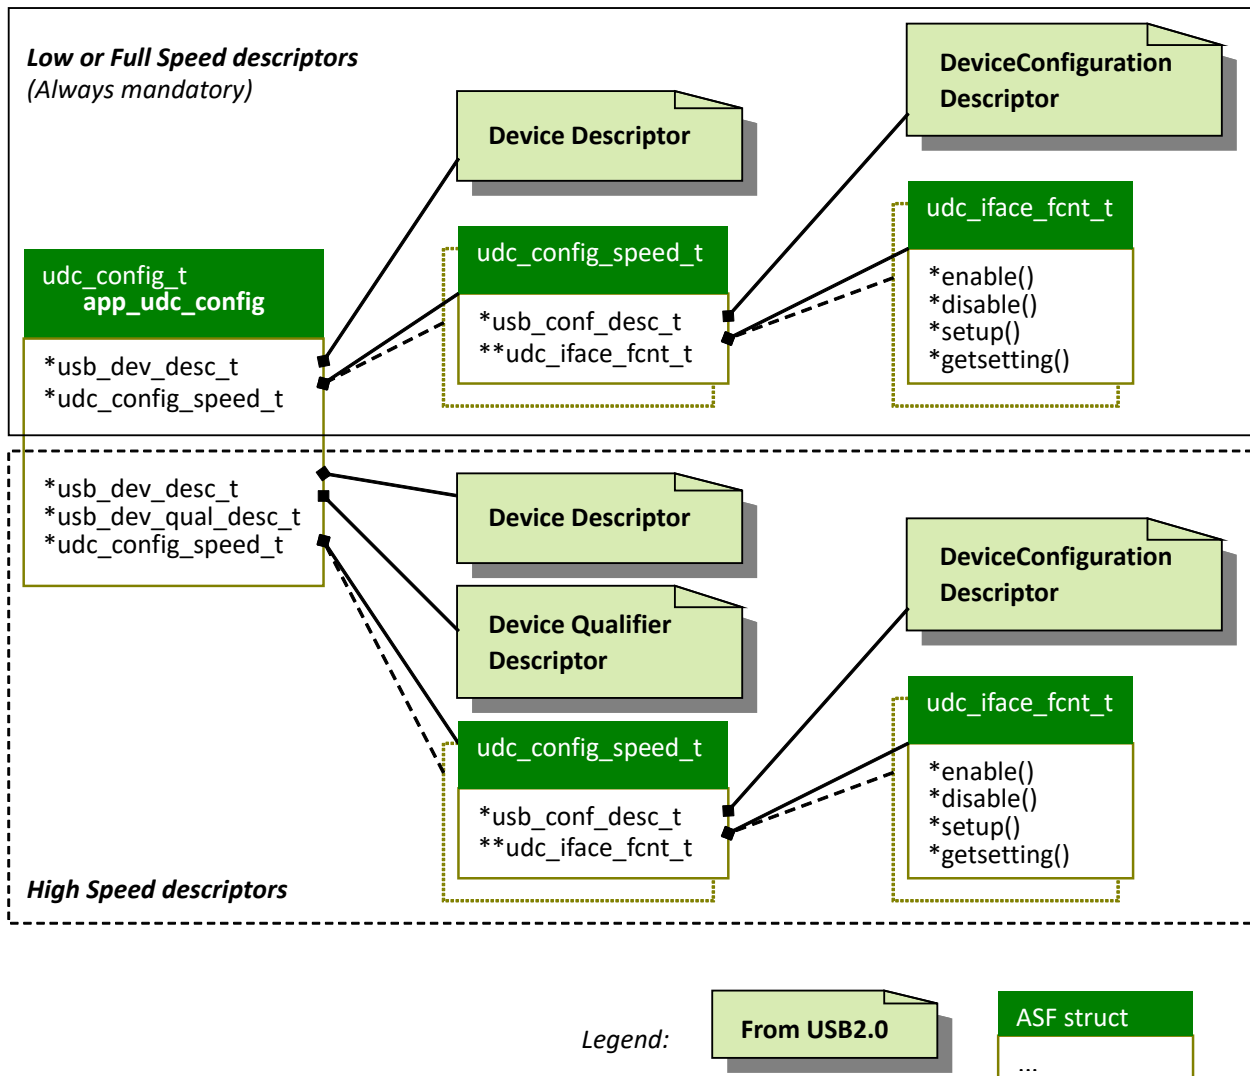 Low or Full Speed descriptors
(Always mandatory)
DeviceConfiguration
Descriptor
Device Descriptor
udc_iface_fcnt_t
*enable()
*disable()
*setup()
*getsetting()
udc_config_speed_t
*usb_conf_desc_t
**udc_iface_fcnt_t
udc_config_t
app_udc_config
*usb_dev_desc_t
*udc_config_speed_t
*usb_dev_desc_t
*usb_dev_qual_desc_t
*udc_config_speed_t
Device Descriptor
DeviceConfiguration
Descriptor
Device Qualifier
Descriptor
udc_iface_fcnt_t
*enable()
*disable()
*setup()
*getsetting()
udc_config_speed_t
*usb_conf_desc_t
**udc_iface_fcnt_t
High Speed descriptors
Legend:
From USB2.0
ASF struct
...